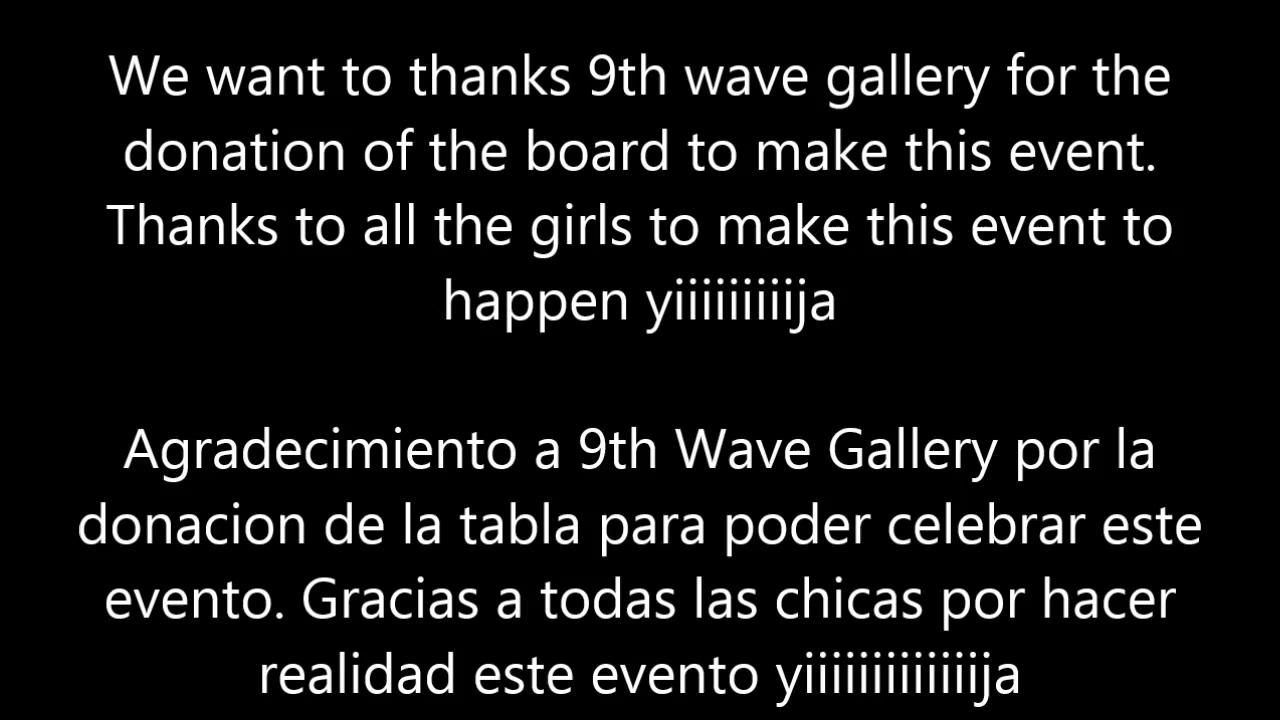 We want to thanks 9th wave gallery for the
donation of the board to make this event.
Thanks to all the girls to make this event to
happen yiiiiiiiiiija
Agradecimiento a 9th Wave Gallery por la
donacion de la tabla para poder celebrar este
evento. Gracias a todas las chicas por hacer
realidad este evento yiiiiiiiiiiiiiija